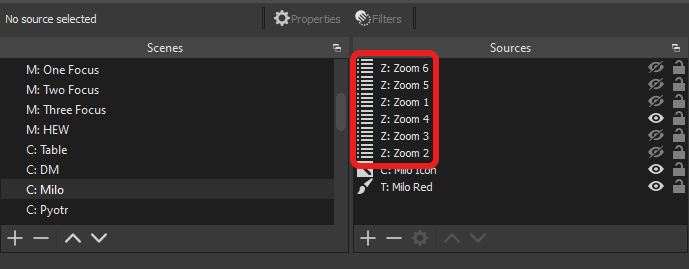 No source selected
Properties
Filters
Scenes
M: One Focus
M: Two Focus
M: Three Focus
M: HEW
C: Table
C: DM
C: Milo
C: Pyotr
Sources
Z: Zoom 6
Z: Zoom 5
Z: Zoom 1
Z: Zoom 4
Z: Zoom 3
Z: Zoom 2
C: Milo Icon
T: Milo Red